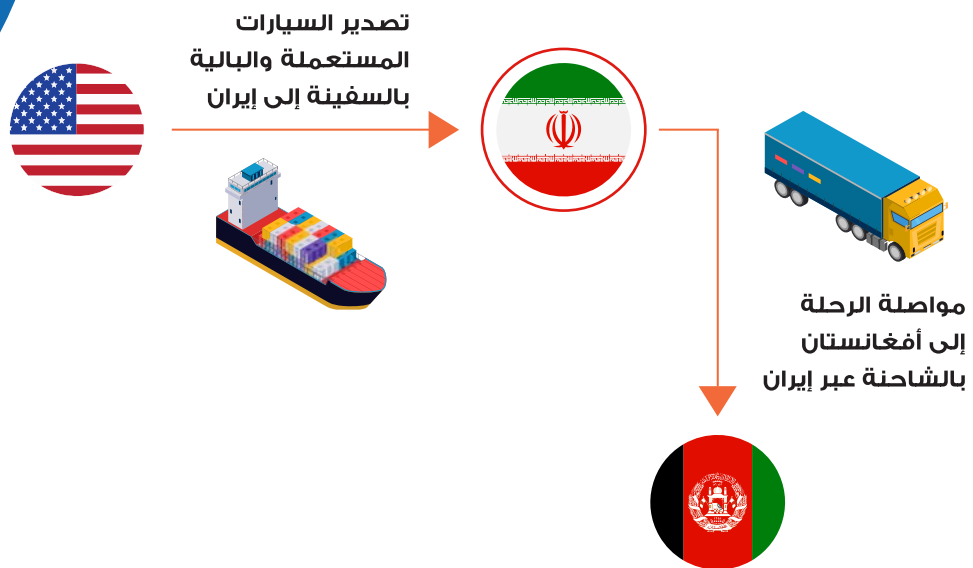 تصدير السيارات
المستعملة والبالية
بالسفينة إلى إيران
مواصلة الرحلة
إلى أفغانستان
بالشاحنة عبر إيران